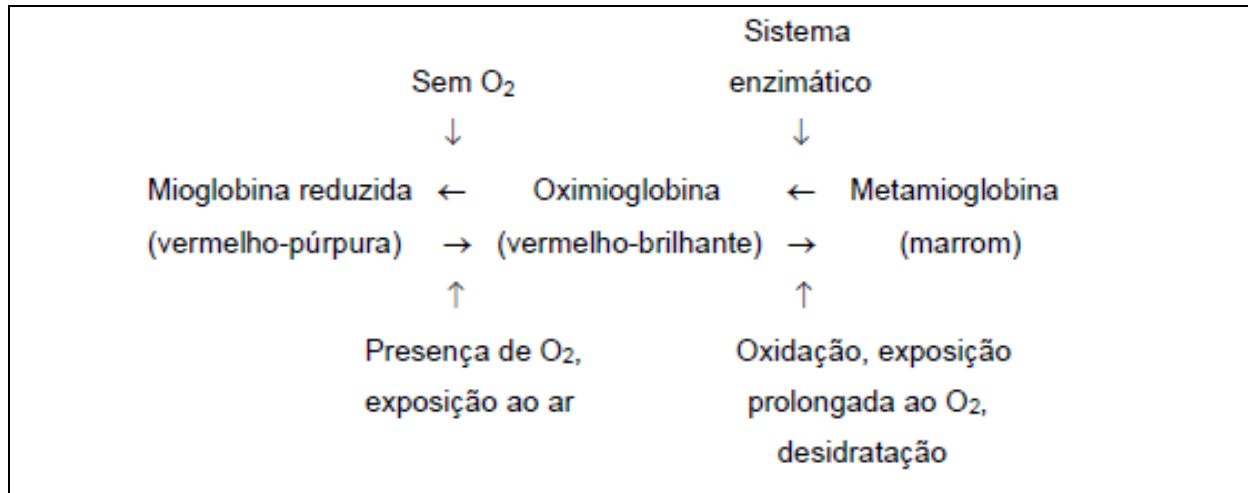 Sistema
Sem O₂ enzimático
↓ ↓
Mioglobina reduzida ← Oximioglobina ← Metamioglobina
(vermelho-púrpura) → (vermelho-brilhante) → (marrom)
↑ ↑
Presença de O₂, Oxidação, exposição
exposição ao ar prolongada ao O₂,
desidratação